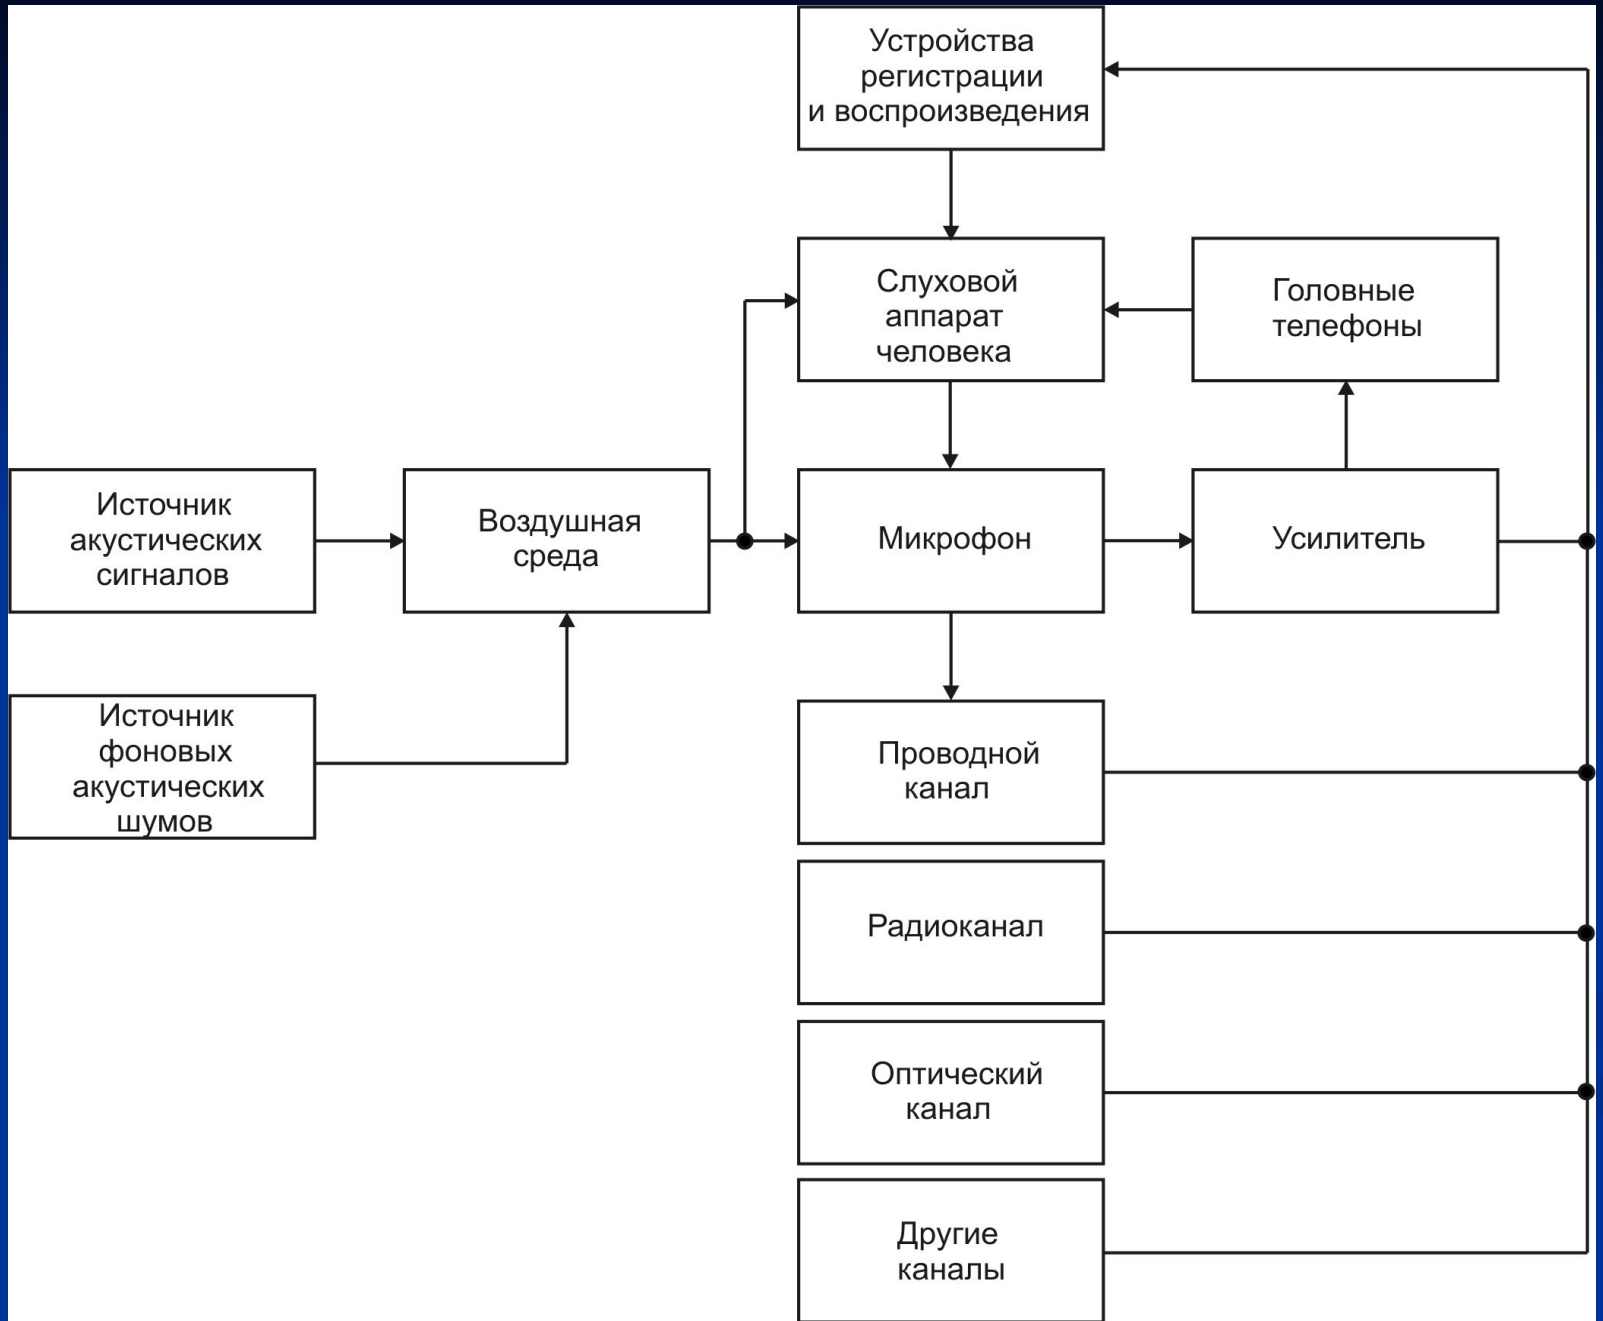 Устройства
регистрации
и воспроизведения
Слуховой
аппарат
человека
Головные
телефоны
Источник
акустических
сигналов
Воздушная
среда
Микрофон
Усилитель
Источник
фоновых
акустических
шумов
Проводной
канал
Радиоканал
Оптический
канал
Другие
каналы